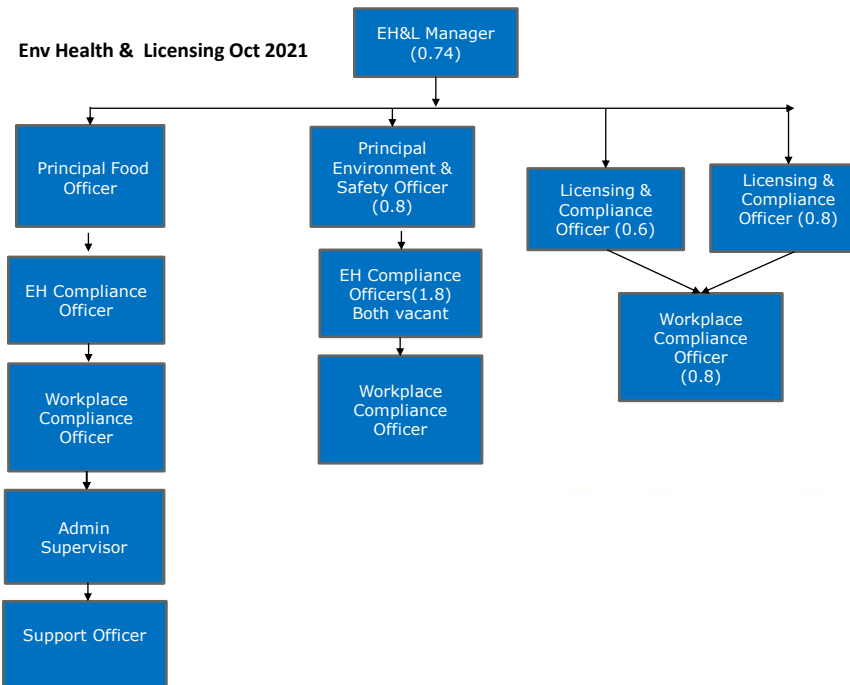 Env Health & Licensing Oct 2021
EH&L Manager
(0.74)
Principal Food
Officer
Principal
Environment &
Safety Officer
(0.8)
Licensing &
Compliance
Officer (0.6)
Licensing &
Compliance
Officer (0.8)
EH Compliance
Officer
EH Compliance
Officers(1.8)
Both vacant
Workplace
Compliance
Officer
(0.8)
Workplace
Compliance
Officer
Workplace
Compliance
Officer
Admin
Supervisor
Support Officer